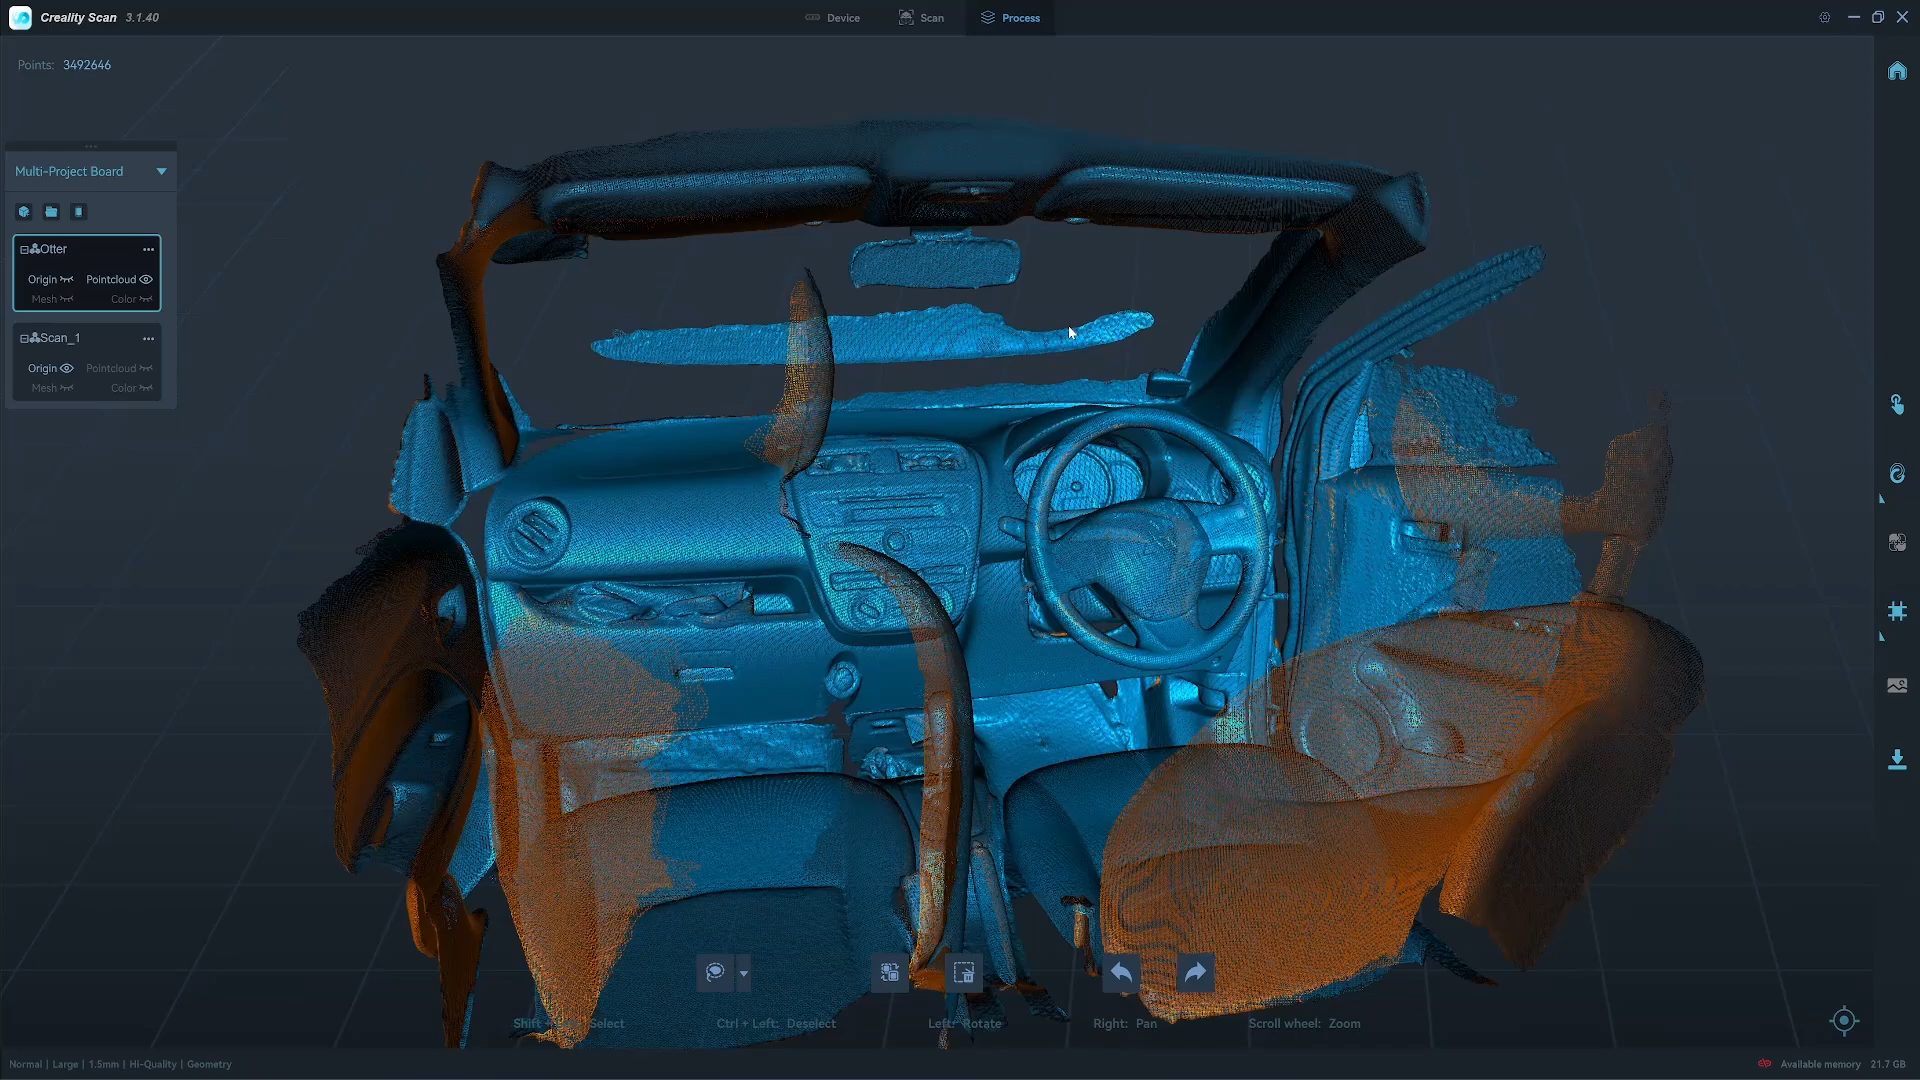 Creality Scan 3.1.40
Device
Scan
Process
Points: 3492646
Multi-Project Board
Otter
Origin
Pointcloud
Mesh
Color
Scan_1
Origin
Pointcloud
Mesh
Color
Shift + Select
Ctrl + Left: Deselect
Left: Rotate
Right: Pan
Scroll wheel: Zoom
Normal | Large | 1.5mm | Hi-Quality | Geometry
Available memory 21.7 GB